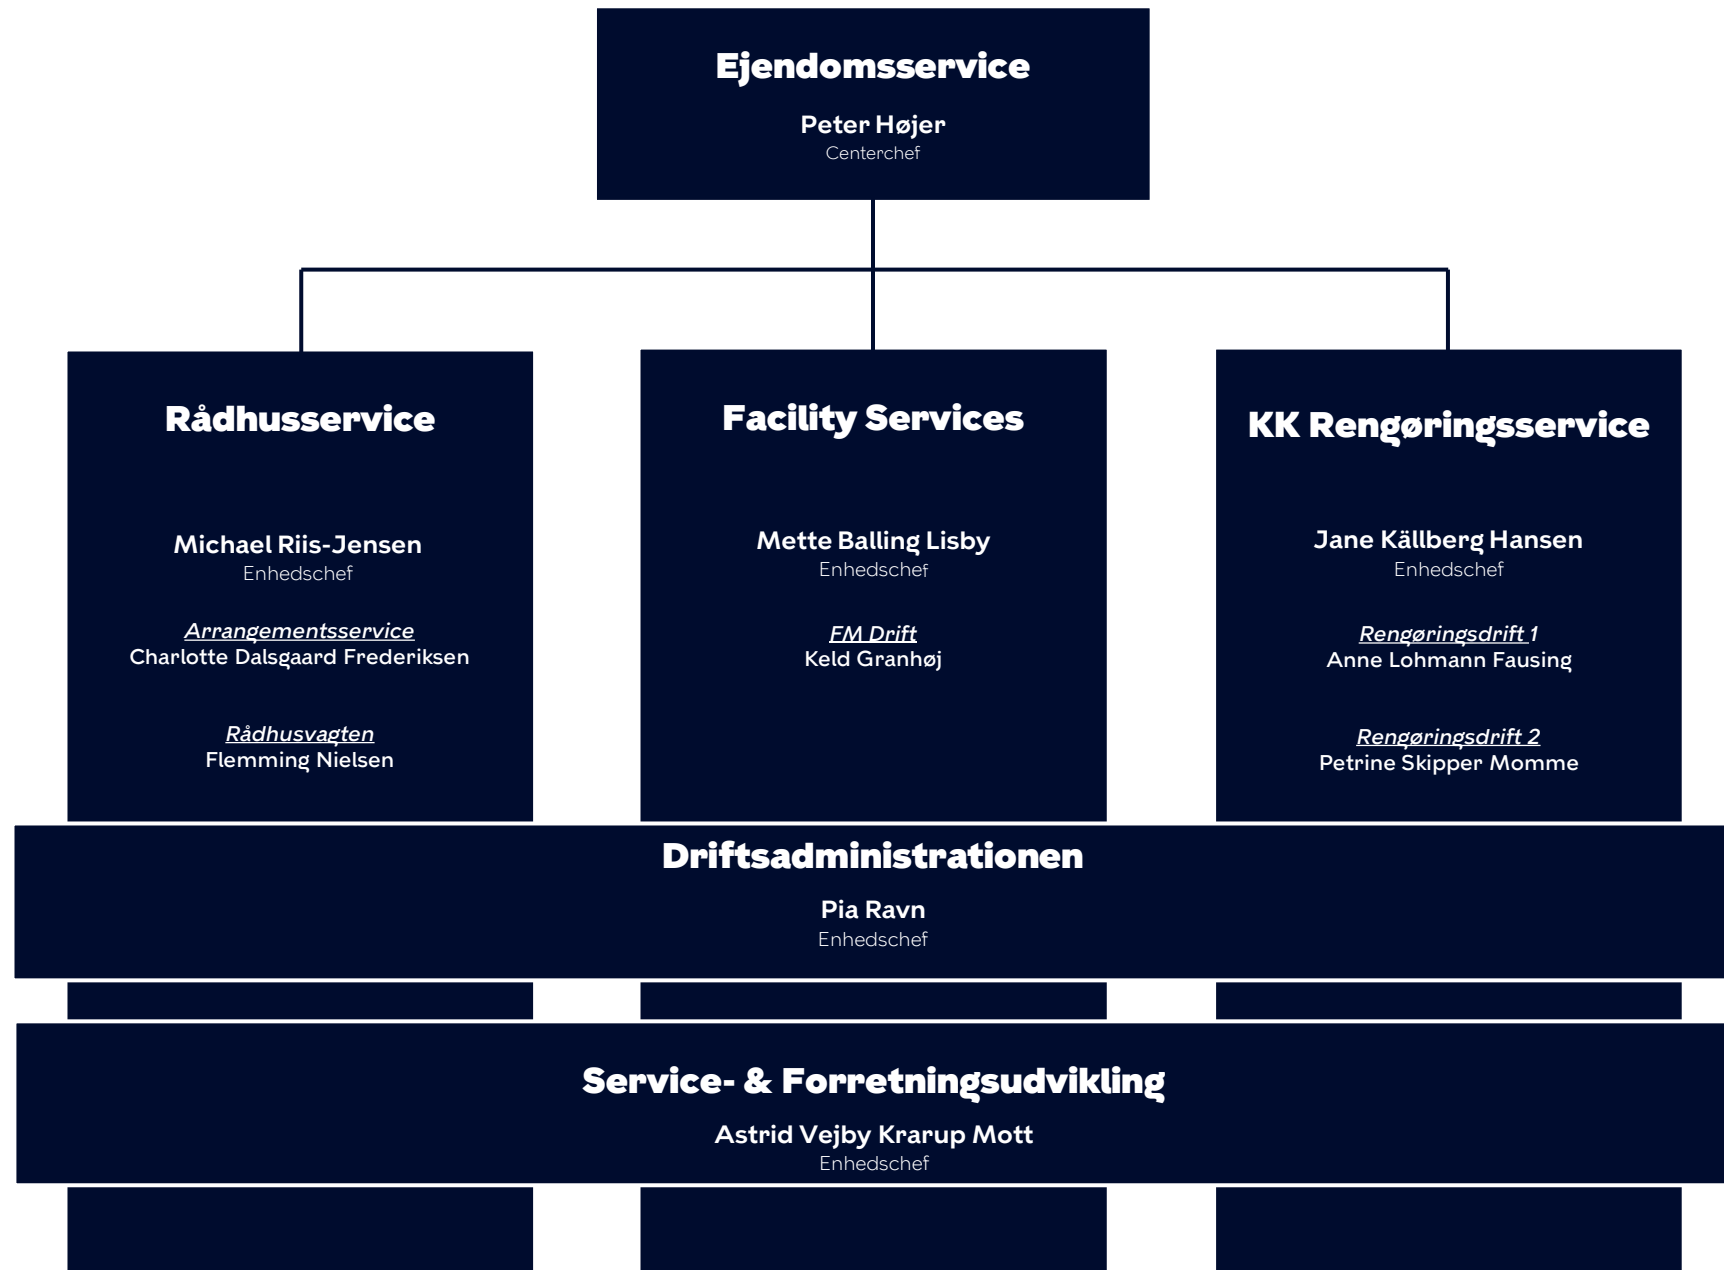 Ejendomsservice
Peter Højer
Centerchef
Rådhusservice
Michael Riis-Jensen
Enhedschef
Arrangementsservice
Charlotte Dalsgaard Frederiksen
Rådhusvagten
Flemming Nielsen
Facility Services
Mette Balling Lisby
Enhedschef
FM Drift
Keld Granhøj
KK Rengøringsservice
Jane Källberg Hansen
Enhedschef
Rengøringsdrift 1
Anne Lohmann Fausing
Rengøringsdrift 2
Petrine Skipper Momme
Driftsadministrationen
Pia Ravn
Enhedschef
Service- & Forretningsudvikling
Astrid Vejby Krarup Mott
Enhedschef